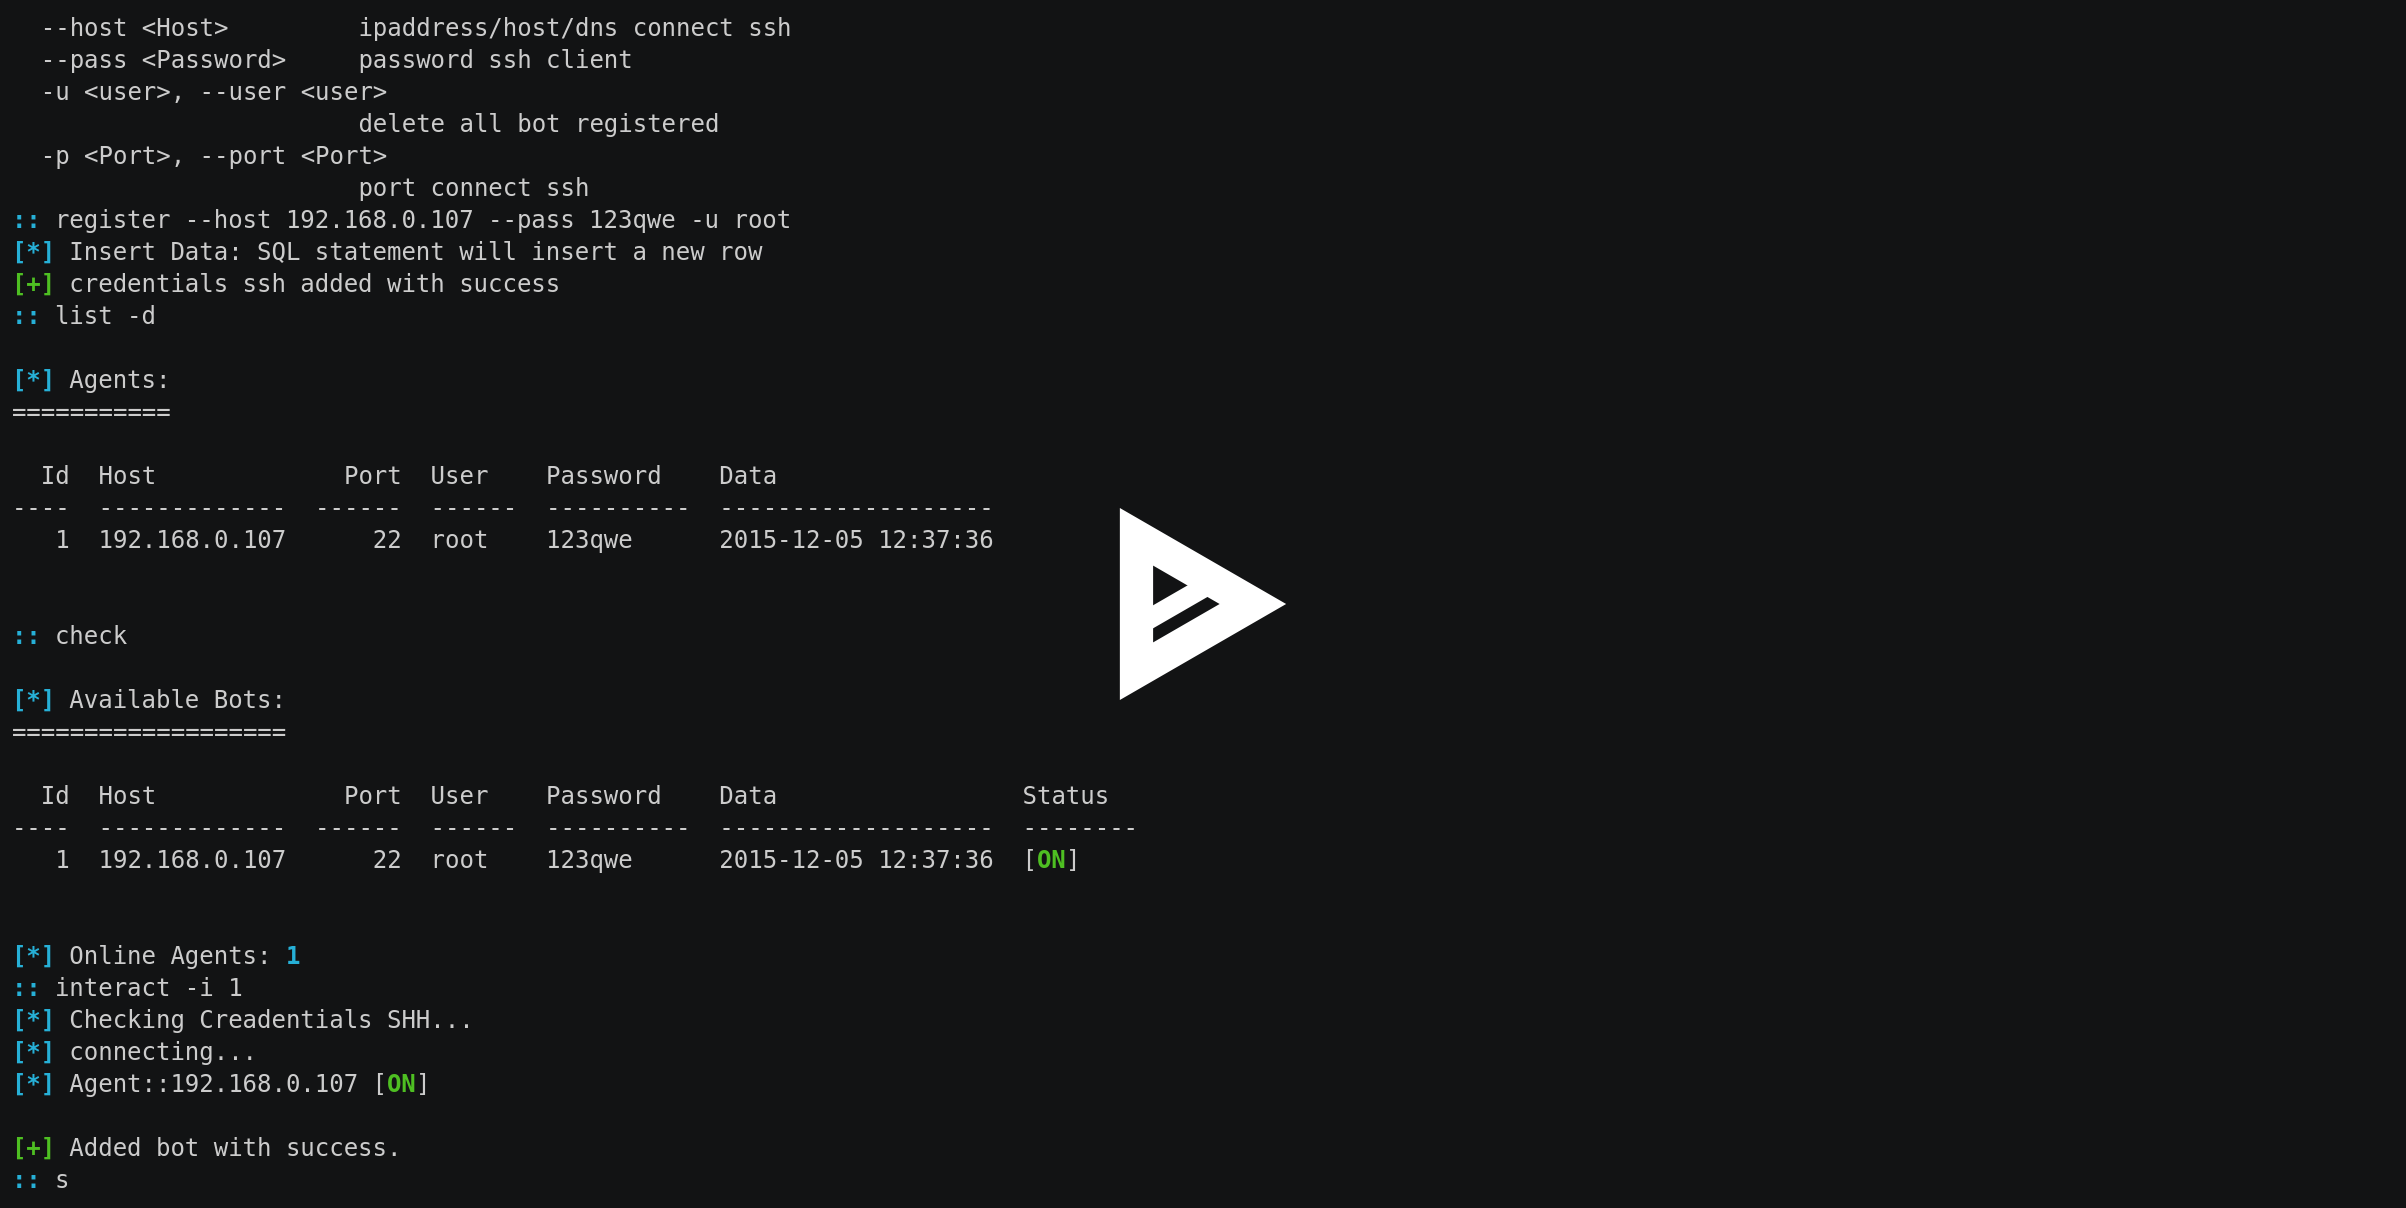 --host <Host>         ipaddress/host/dns connect ssh
--pass <Password>     password ssh client
-u <user>, --user <user>
delete all bot registered
-p <Port>, --port <Port>
port connect ssh
:: register --host 192.168.0.107 --pass 123qwe -u root
[*] Insert Data: SQL statement will insert a new row
[+] credentials ssh added with success
:: list -d
[*] Agents:
===========
Id  Host             Port  User    Password    Data
----  -------------  ------  ------  ----------  -------------------
1  192.168.0.107      22  root    123qwe      2015-12-05 12:37:36
:: check
[*] Available Bots:
===================
Id  Host             Port  User    Password    Data                 Status
----  -------------  ------  ------  ----------  -------------------  --------
1  192.168.0.107      22  root    123qwe      2015-12-05 12:37:36  [ON]
[*] Online Agents: 1
:: interact -i 1
[*] Checking Creadentials SHH...
[*] connecting...
[*] Agent::192.168.0.107 [ON]
[+] Added bot with success.
:: s